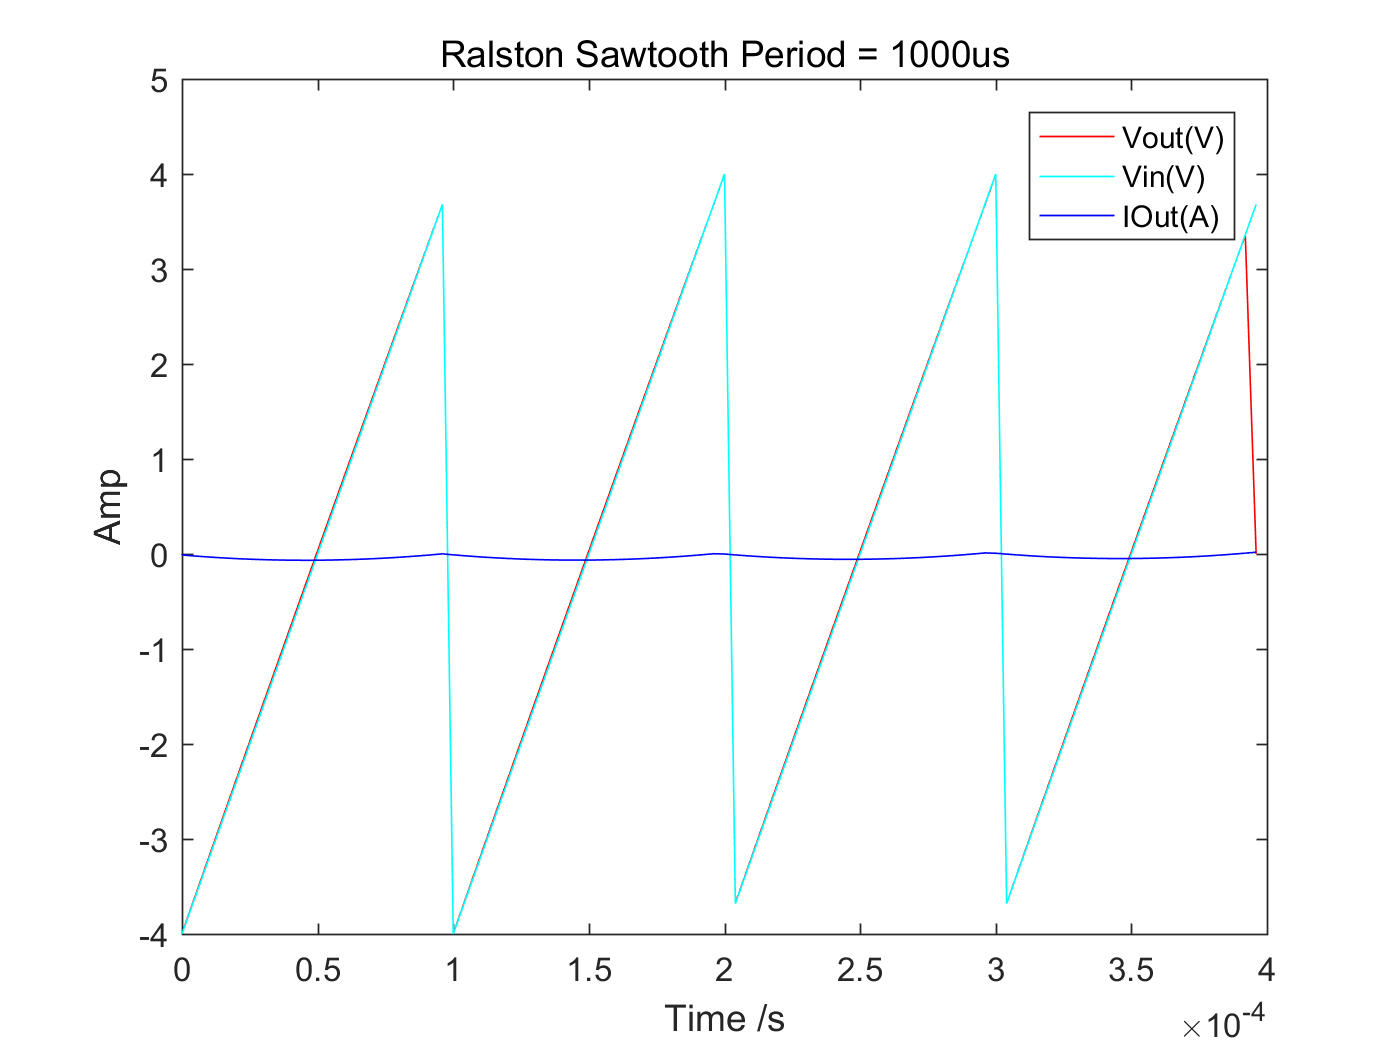 Ralston Sawtooth Period = 1000us
5
4
3
2
1
0
-1
-2
-3
-4
Amp
Vout(V)
Vin(V)
IOut(A)
0 0.5 1 1.5 2 2.5 3 3.5 4
Time /s
×10-4